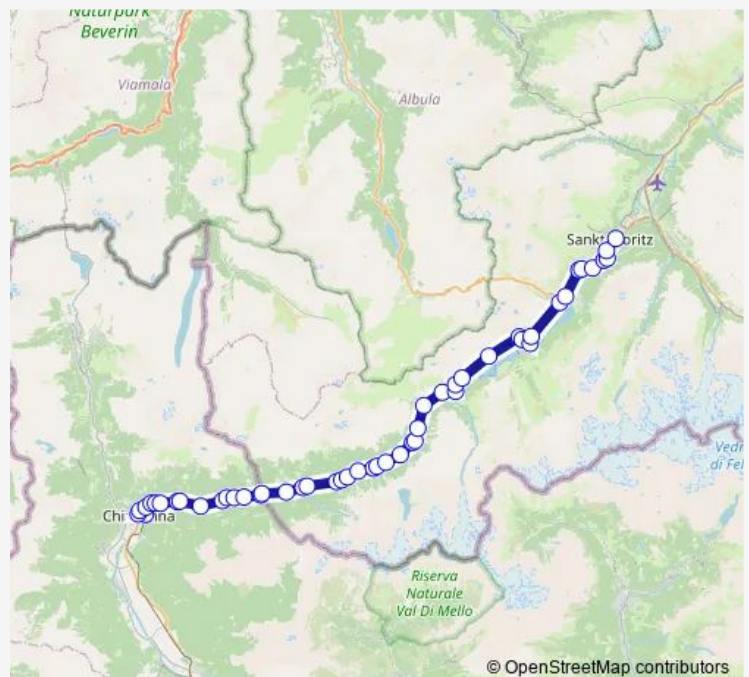 Naturpark
Beverin
Viamala
Albula
Sankt Moritz
Chiavenna
Vedr
di Fel
Riserva
Naturale
Val Di Mello
© OpenStreetMap contributors